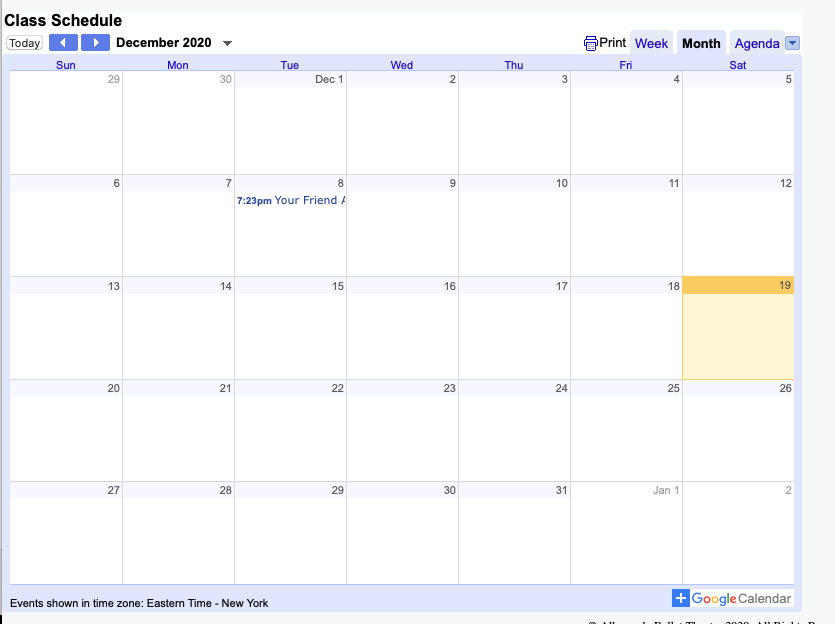 Class Schedule
Today December 2020 Print Week Month Agenda
Sun Mon Tue Wed Thu Fri Sat
29 30 Dec 1 2 3 4 5
6 7 8 9 10 11 12
7:23pm Your Friend
13 14 15 16 17 18 19
20 21 22 23 24 25 26
27 28 29 30 31 Jan 1 2
Events shown in time zone: Eastern Time - New York
Google Calendar